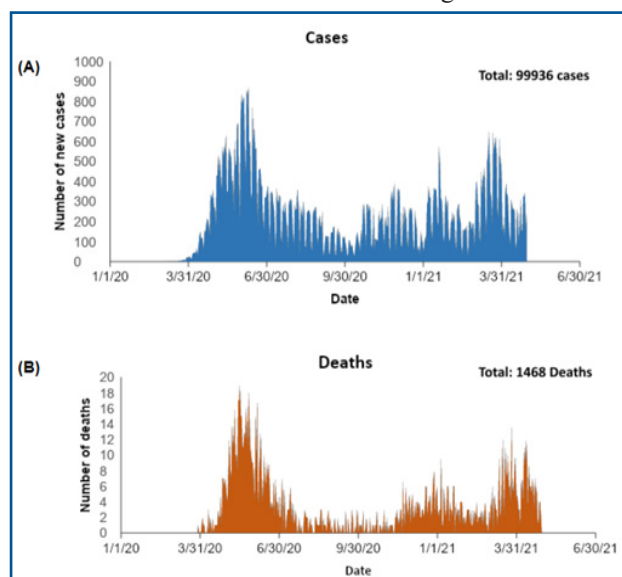 Cases
(A)
Total: 99936 cases
Number of new cases
1000
900
800
700
600
500
400
300
200
100
0
1/1/20 3/31/20 6/30/20 9/30/20 1/1/21 3/31/21 6/30/21
Date
(B)
Deaths
Total: 1468 Deaths
Number of deaths
20
18
16
14
12
10
8
6
4
2
0
1/1/20 3/31/20 6/30/20 9/30/20 1/1/21 3/31/21 6/30/21
Date